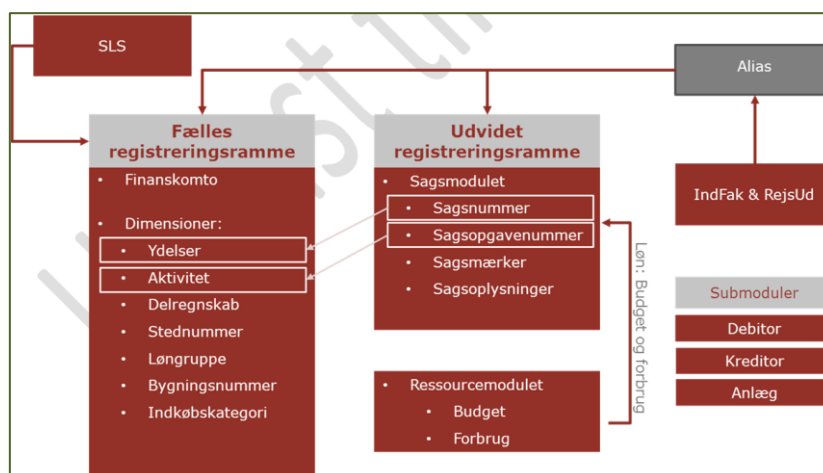 SLS
Alias
IndFak & RejsUd
Fælles
registreringsramme
• Finanskonto
• Dimensioner:
• Ydelser
• Aktivitet
• Delregnskab
• Stednummer
• Løngruppe
• Bygningsnummer
• Indkøbskategori
Udvidet
registreringsramme
• Sagsmodulet
• Sagsnummer
• Sagsopgavenummer
• Sagsmærker
• Sagsoplysninger
• Ressourcemodulet
• Budget
• Forbrug
Løn: Budget og forbrug
Submoduler
Debitor
Kreditor
Anlæg